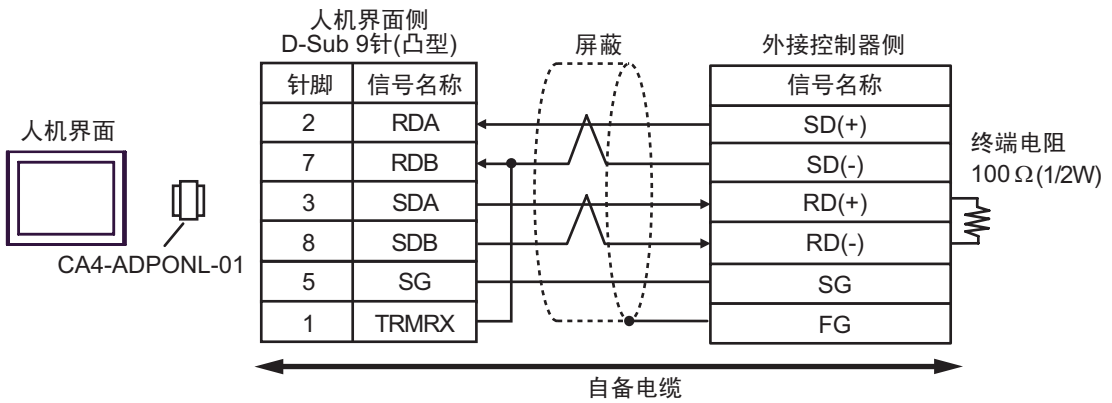 人机界面侧
D-Sub 9针(凸型)
屏蔽
外接控制器侧
针脚 信号名称
信号名称
人机界面
2 RDA
SD(+)
7 RDB
SD(-)
终端电阻
100Ω(1/2W)
3 SDA
RD(+)
8 SDB
RD(-)
CA4-ADPONL-01
5 SG
SG
1 TRMRX
FG
自备电缆